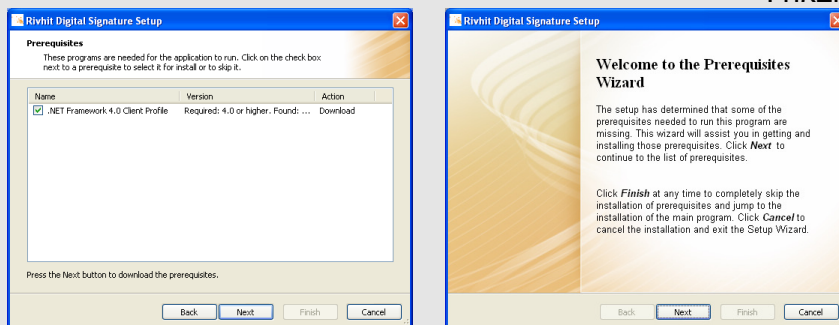 Rivhit Digital Signature Setup
Prerequisites
These programs are needed for the application to run. Click on the check box
next to a prerequisite to select it for install or to skip it.
Name Version Action
.NET Framework 4.0 Client Profile Required: 4.0 or higher. Found: ... Download
Press the Next button to download the prerequisites.
Back Next Finish Cancel
Rivhit Digital Signature Setup
Welcome to the Prerequisites
Wizard
The setup has determined that some of the
prerequisites needed to run this program are
missing. This wizard will assist you in getting and
installing those prerequisites. Click Next to
continue to the list of prerequisites.
Click Finish at any time to completely skip the
installation of prerequisites and jump to the
installation of the main program. Click Cancel to
cancel the installation and exit the Setup Wizard.
Back Next Finish Cancel